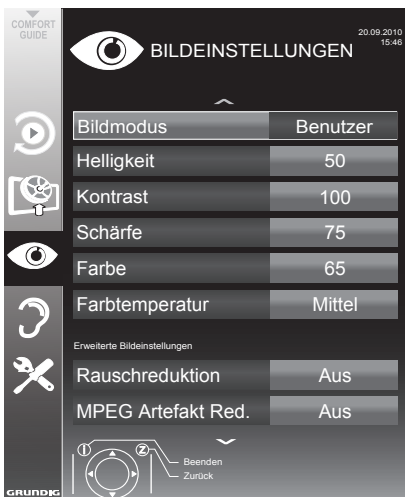 COMFORT
GUIDE
BILDEINSTELLUNGEN
20.09.2010
15:46
Bildmodus Benutzer
Helligkeit 50
Kontrast 100
Schärfe 75
Farbe 65
Farbtemperatur Mittel
Erweiterte Bildeinstellungen
Rauschreduktion Aus
MPEG Artefakt Red. Aus
Z
Beenden
Zurück
GRUNDIG